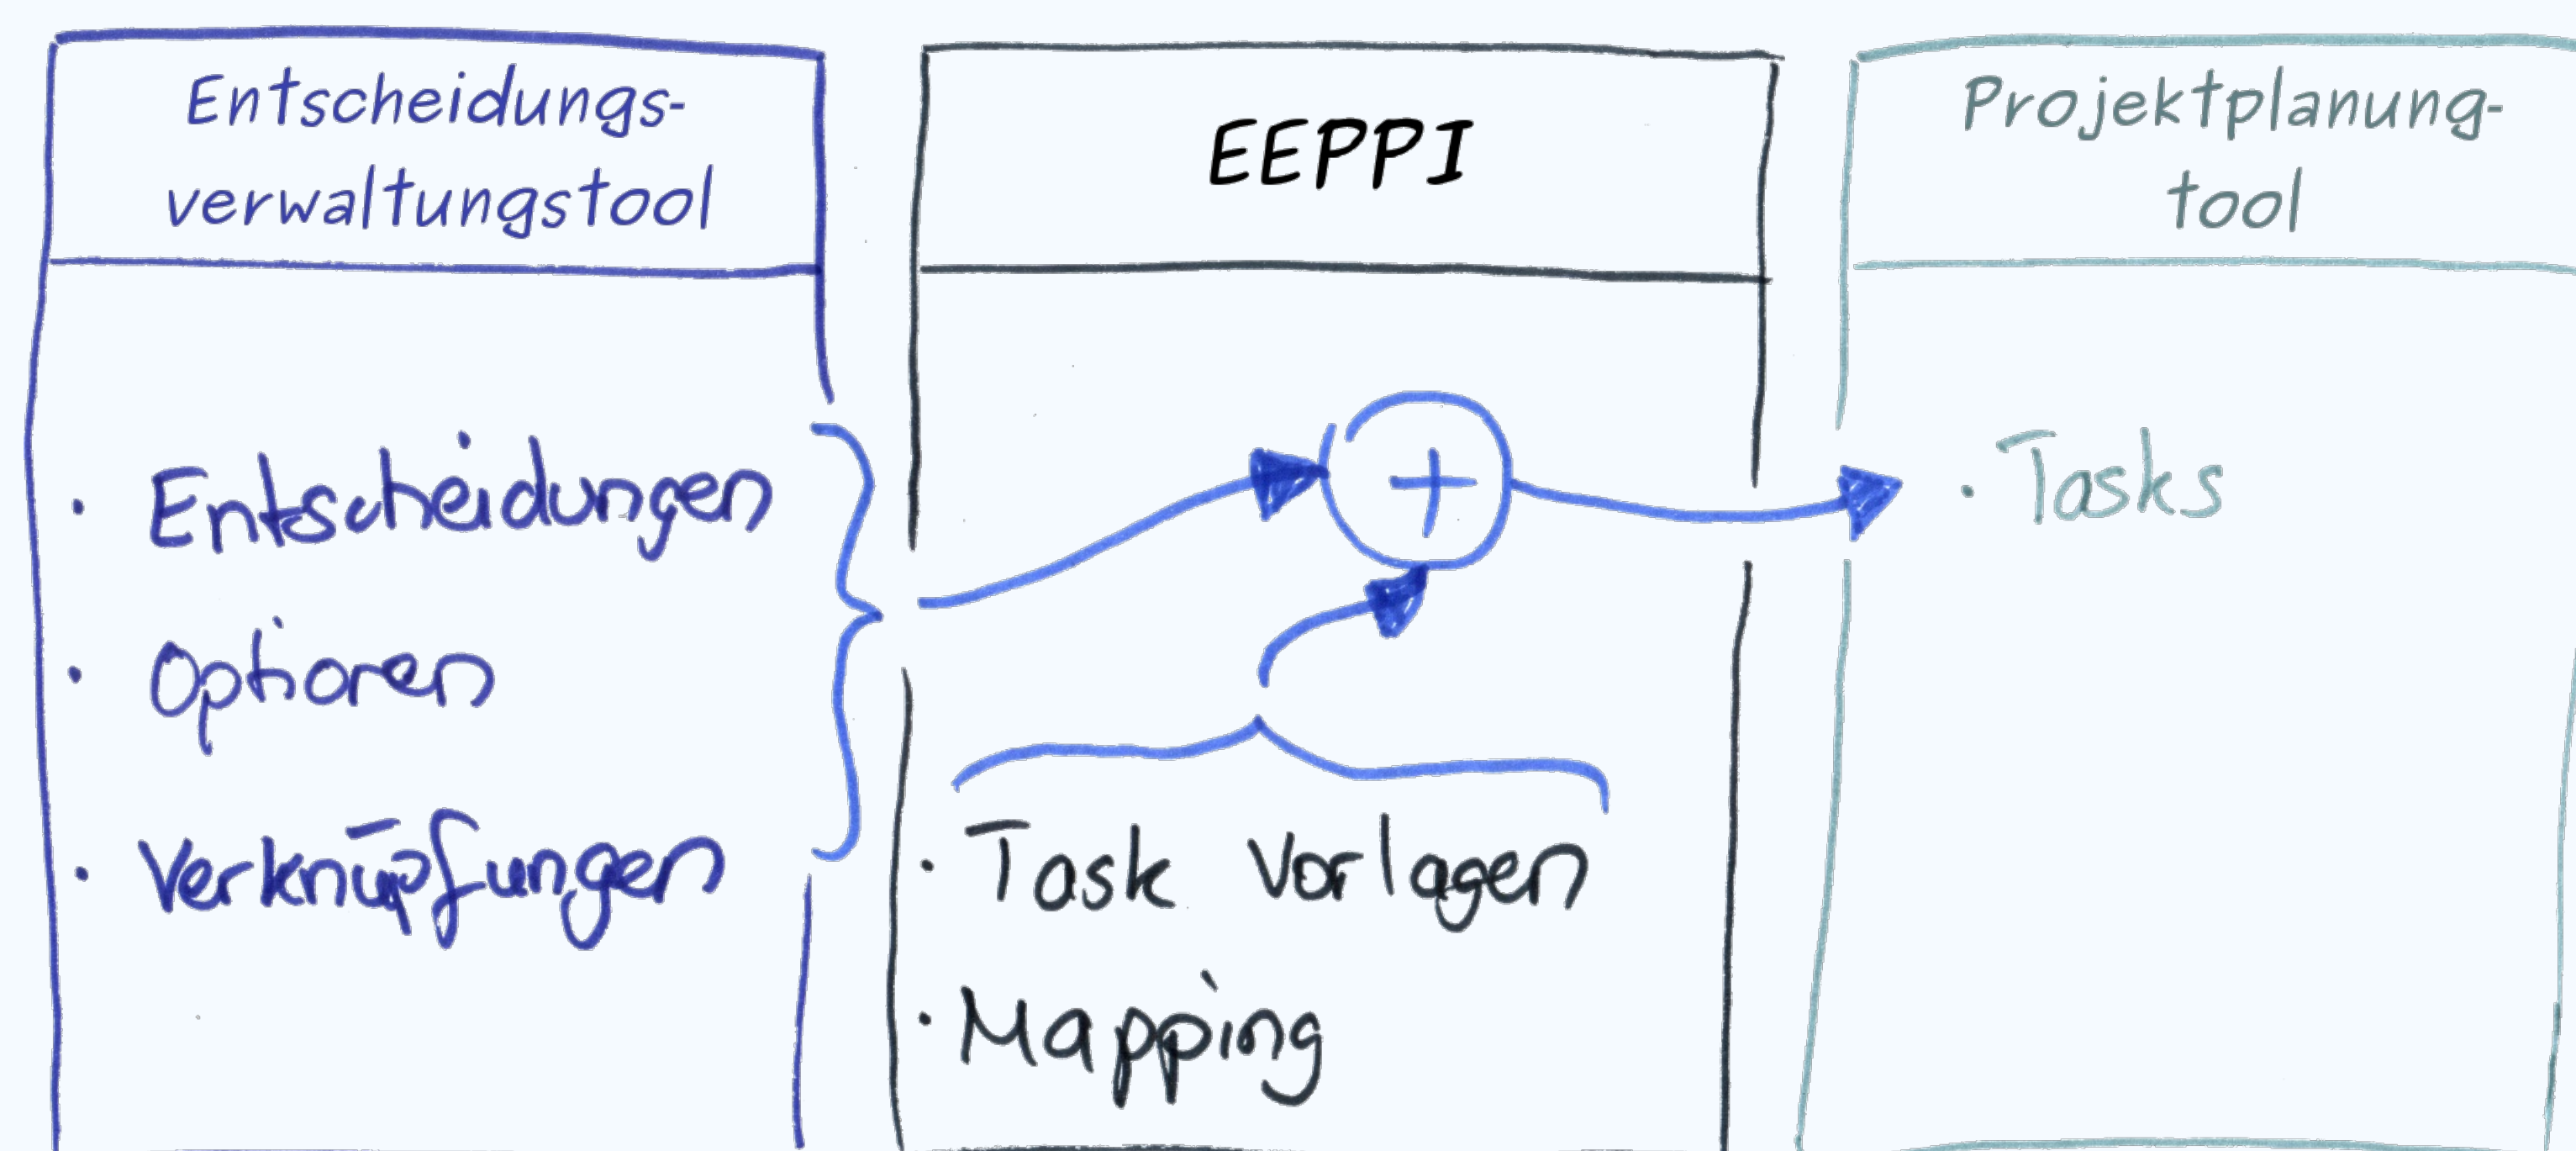 Entscheidungs-
verwaltungstool
· Entscheidungen
· Optionen
· Verknüpfungen
EEPPI
+
· Task Vorlagen
· Mapping
Projektplanung-
tool
· Tasks